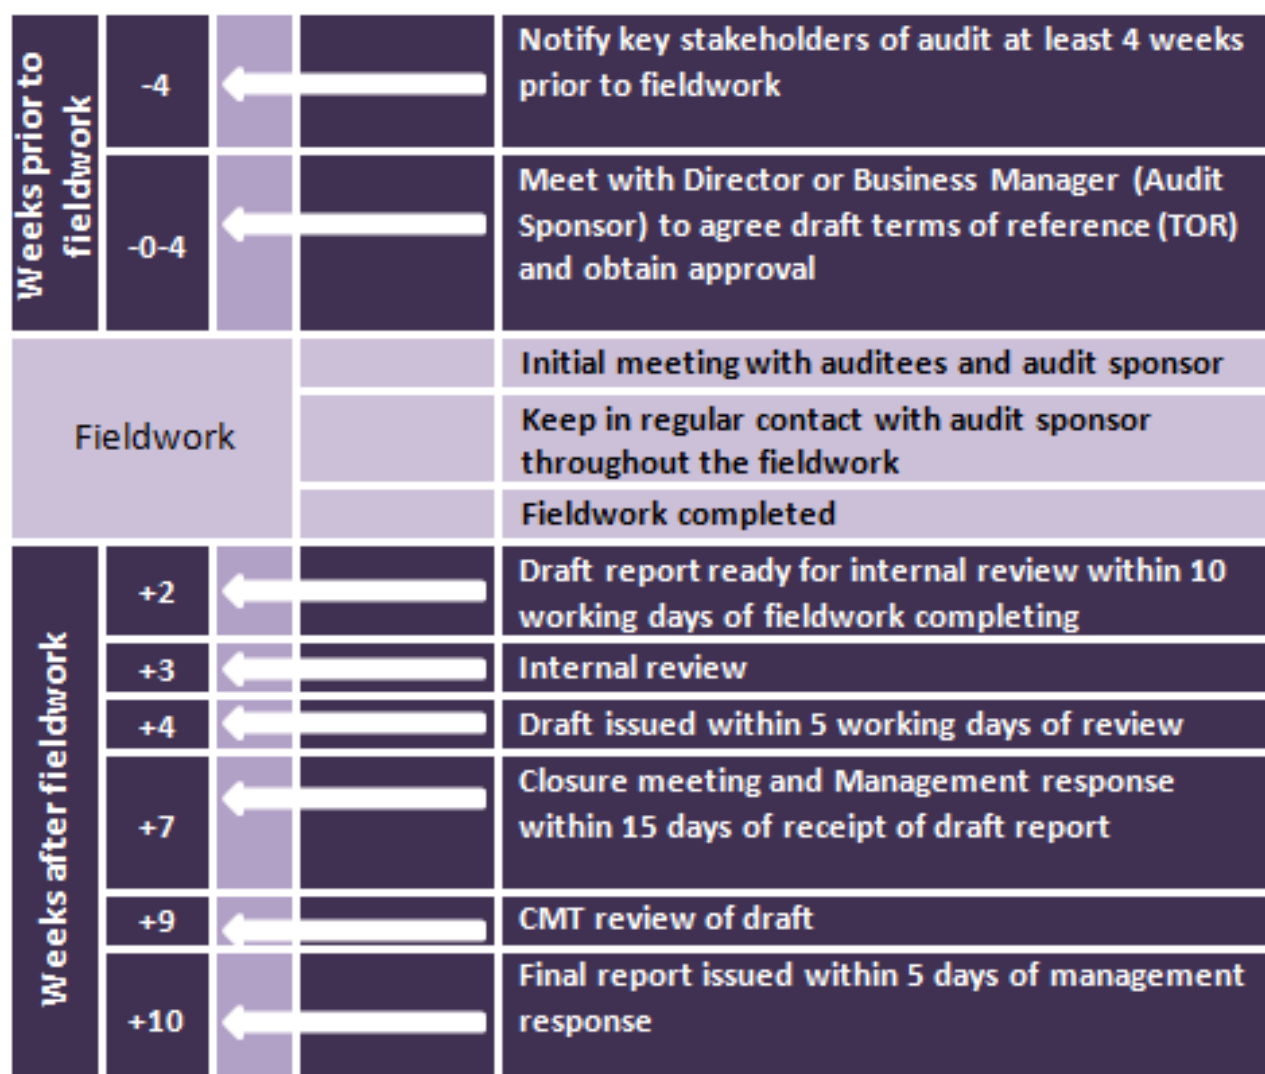 Weeks prior to
fieldwork
-4
Notify key stakeholders of audit at least 4 weeks
prior to fieldwork
-0-4
Meet with Director or Business Manager (Audit
Sponsor) to agree draft terms of reference (TOR)
and obtain approval
Fieldwork
Initial meeting with auditees and audit sponsor
Keep in regular contact with audit sponsor
throughout the fieldwork
Fieldwork completed
Weeks after fieldwork
+2
Draft report ready for internal review within 10
working days of fieldwork completing
+3
Internal review
+4
Draft issued within 5 working days of review
+7
Closure meeting and Management response
within 15 days of receipt of draft report
+9
CMT review of draft
+10
Final report issued within 5 days of management
response